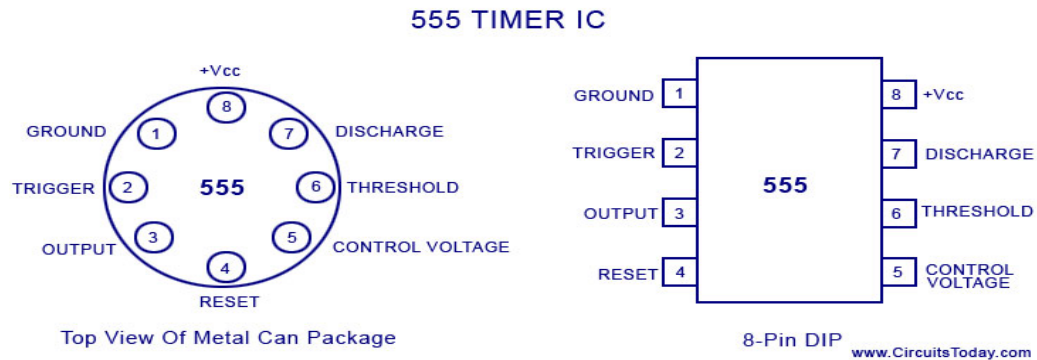 555 TIMER IC
+Vcc
8
GROUND 1 7 DISCHARGE
TRIGGER 2 555 6 THRESHOLD
OUTPUT 3 5 CONTROL VOLTAGE
4
RESET
Top View Of Metal Can Package
GROUND 1 8 +Vcc
TRIGGER 2 7 DISCHARGE
555
OUTPUT 3 6 THRESHOLD
RESET 4 5 CONTROL
VOLTAGE
8-Pin DIP
www.CircuitsToday.com